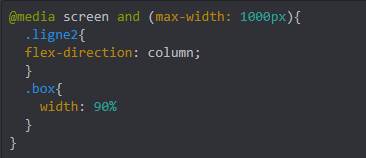 @media screen and (max-width: 1000px){
.ligne2{
flex-direction: column;
}
.box{
width: 90%
}
}